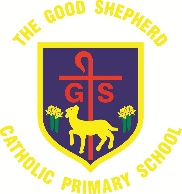 THE GOOD SHEPHERD
G S
CATHOLIC PRIMARY SCHOOL